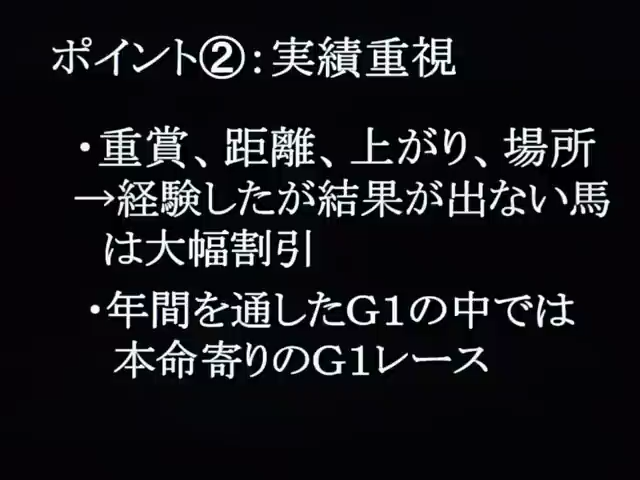 ポイント②：実績重視
・重賞、距離、上がり、場所
→経験したが結果が出ない馬
は大幅割引
・年間を通したＧ１の中では
本命寄りのＧ１レース